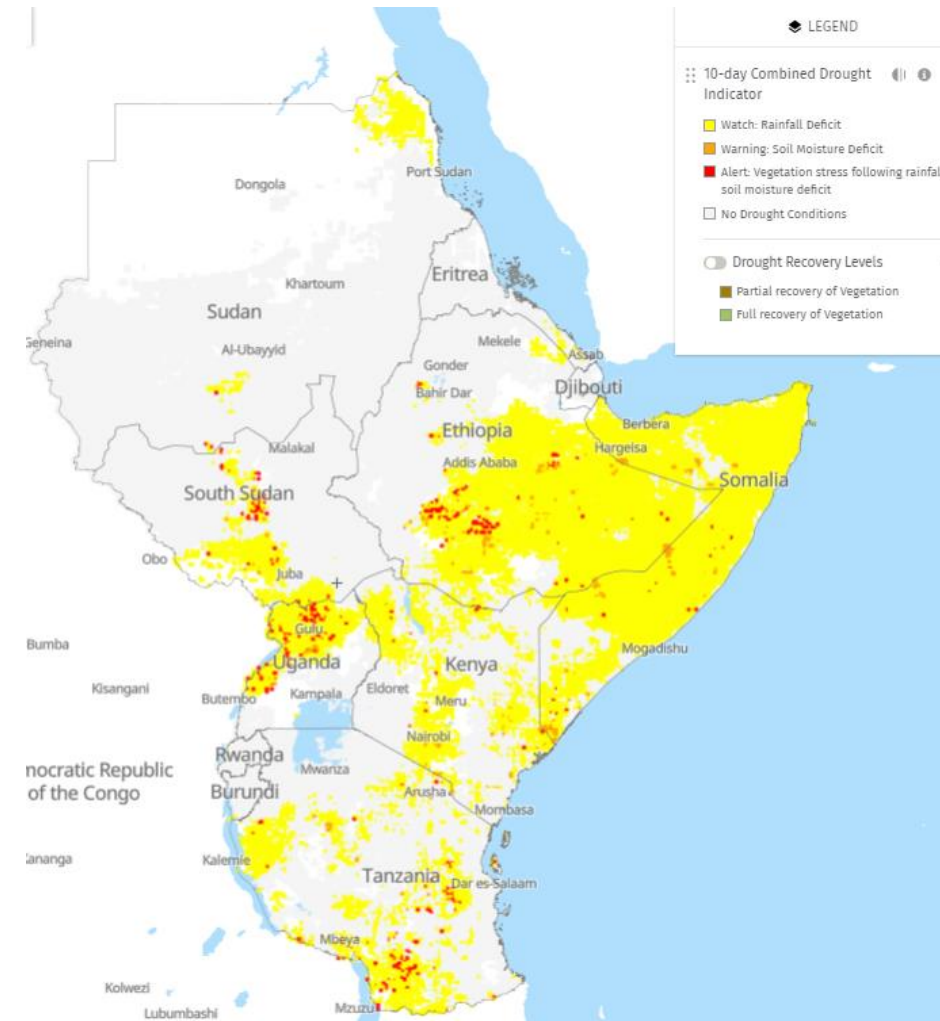 LEGEND
10-day Combined Drought
Indicator
Watch: Rainfall Deficit
Warning: Soil Moisture Deficit
Alert: Vegetation stress following rainfal
soil moisture deficit
No Drought Conditions
Drought Recovery Levels
Partial recovery of Vegetation
Full recovery of Vegetation
Port Sudan
Dongola
Eritrea
Khartoum
Sudan
Geneina
Al-Ubayyid
Mekele
Assab
Gonder
Bahir Dar
Djibouti
Berbera
Ethiopia
Malakal
Hargeisa
Addis Ababa
Somalia
South Sudan
Obo
Juba
Gulu
Bumba
Mogadishu
Uganda
Kenya
Kisangani
Butembo
Kampala
Eldoret
Meru
Nairobi
Rwanda
Mwanza
nocratic Republic
of the Congo
Burundi
Arusha
Mombasa
Kananga
Kalemie
Tanzania
Dar es-Salaam
Mbeya
Kolwezi
Mzuzu
Lubumbashi